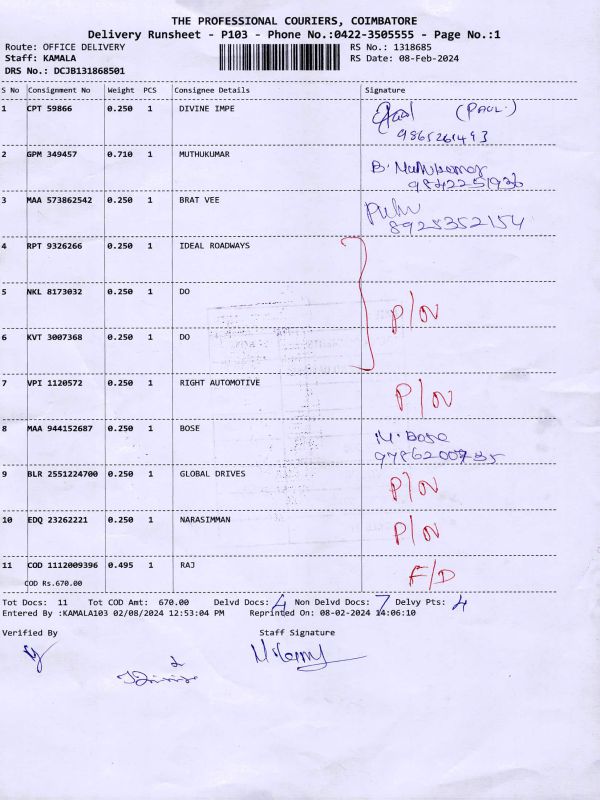 THE PROFESSIONAL COURIERS, COIMBATORE
Delivery Runsheet - P103 - Phone No.:0422-3505555 - Page No.:1
Route: OFFICE DELIVERY RS No.: 1318685
Staff: KAMALA RS Date: 08-Feb-2024
DRS No.: DCJB131868501
S No Consignment No Weight PCS Consignee Details Signature
1 CPT 59866 0.250 1 DIVINE IMPE (PAUL.)
9865261493
2 GPM 349457 0.710 1 MUTHUKUMAR B. Muthukumar
9842251936
3 MAA 573862542 0.250 1 BRAT VEE
8925352154
4 RPT 9326266 0.250 1 IDEAL ROADWAYS
5 NKL 8173032 0.250 1 DO P/N
6 KVT 3007368 0.250 1 DO
7 VPI 1120572 0.250 1 RIGHT AUTOMOTIVE P/N
8 MAA 944152687 0.250 1 BOSE M. Bose
9 BLR 2551224700 0.250 1 GLOBAL DRIVES P/N
10 EDQ 23262221 0.250 1 NARASIMMAN P/N
11 COD 1112009396 0.495 1 RAJ F/D
COD Rs.670.00
Tot Docs: 11 Tot COD Amt: 670.00 Delvd Docs: 4 Non Delvd Docs: 7 Delvy Pts: 4
Entered By :KAMALA103 02/08/2024 12:53:04 PM Reprinted On: 08-02-2024 14:06:10
Verified By Staff Signature